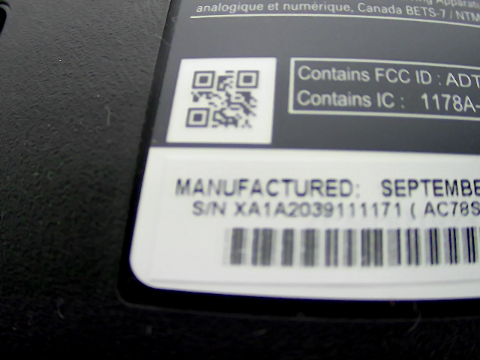 analogique et numérique, Canada BETS-7 / NTM
Contains FCC ID : ADT
Contains IC : 1178A-
MANUFACTURED: SEPTEMBE
S/N XA1A2039111171 ( AC78S